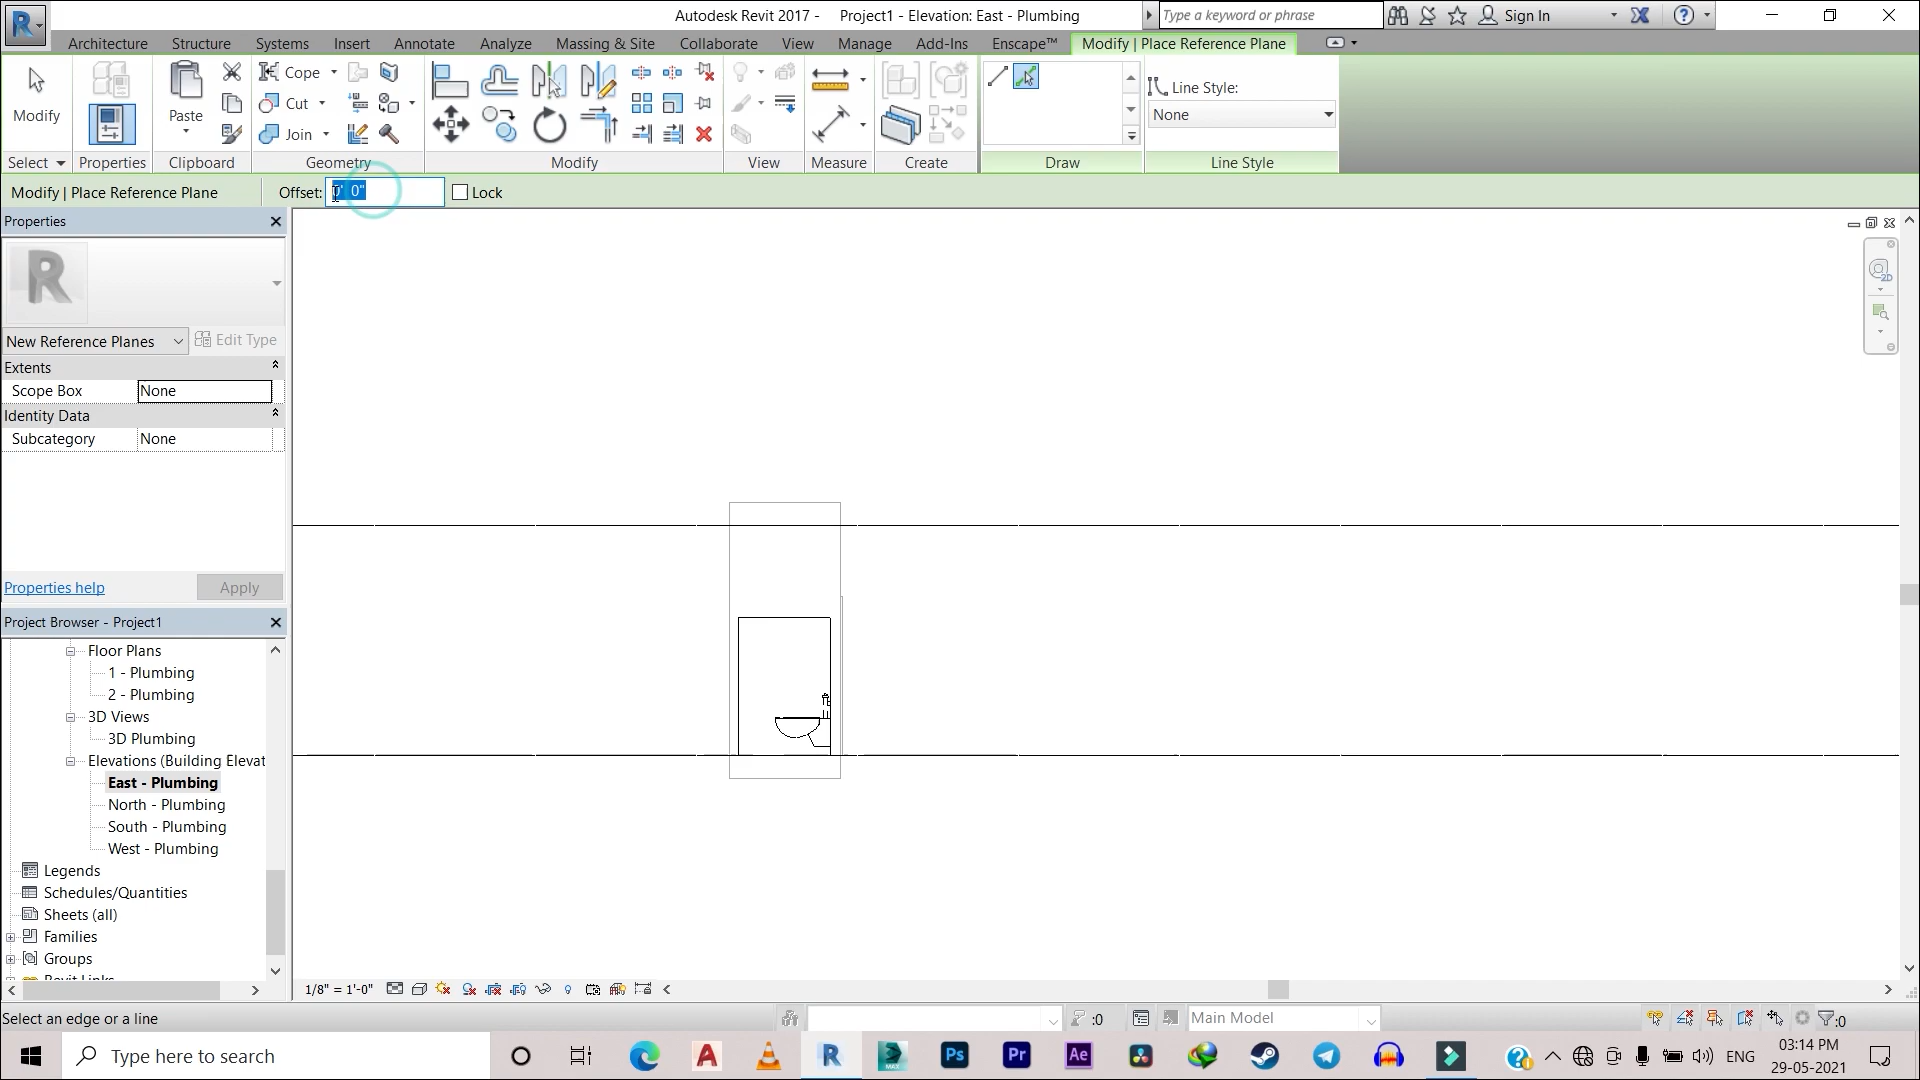 Autodesk Revit 2017 - Project1 - Elevation: East - Plumbing
Type a keyword or phrase
Sign In
Architecture Structure Systems Insert Annotate Analyze Massing & Site Collaborate View Manage Add-Ins Enscape™ Modify | Place Reference Plane
Modify
Paste
Cope
Cut
Join
Line Style:
None
Select Properties Clipboard Geometry Modify View Measure Create Draw Line Style
Modify | Place Reference Plane Offset: 0' 0" Lock
Properties
New Reference Planes Edit Type
Extents
Scope Box None
Identity Data
Subcategory None
Properties help Apply
Project Browser - Project1
Floor Plans
1 - Plumbing
2 - Plumbing
3D Views
3D Plumbing
Elevations (Building Elevat
East - Plumbing
North - Plumbing
South - Plumbing
West - Plumbing
Legends
Schedules/Quantities
Sheets (all)
Families
Groups
Revit Links
1/8" = 1'-0"
Select an edge or a line
:0
Main Model
:0
Type here to search
ENG
03:14 PM
29-05-2021